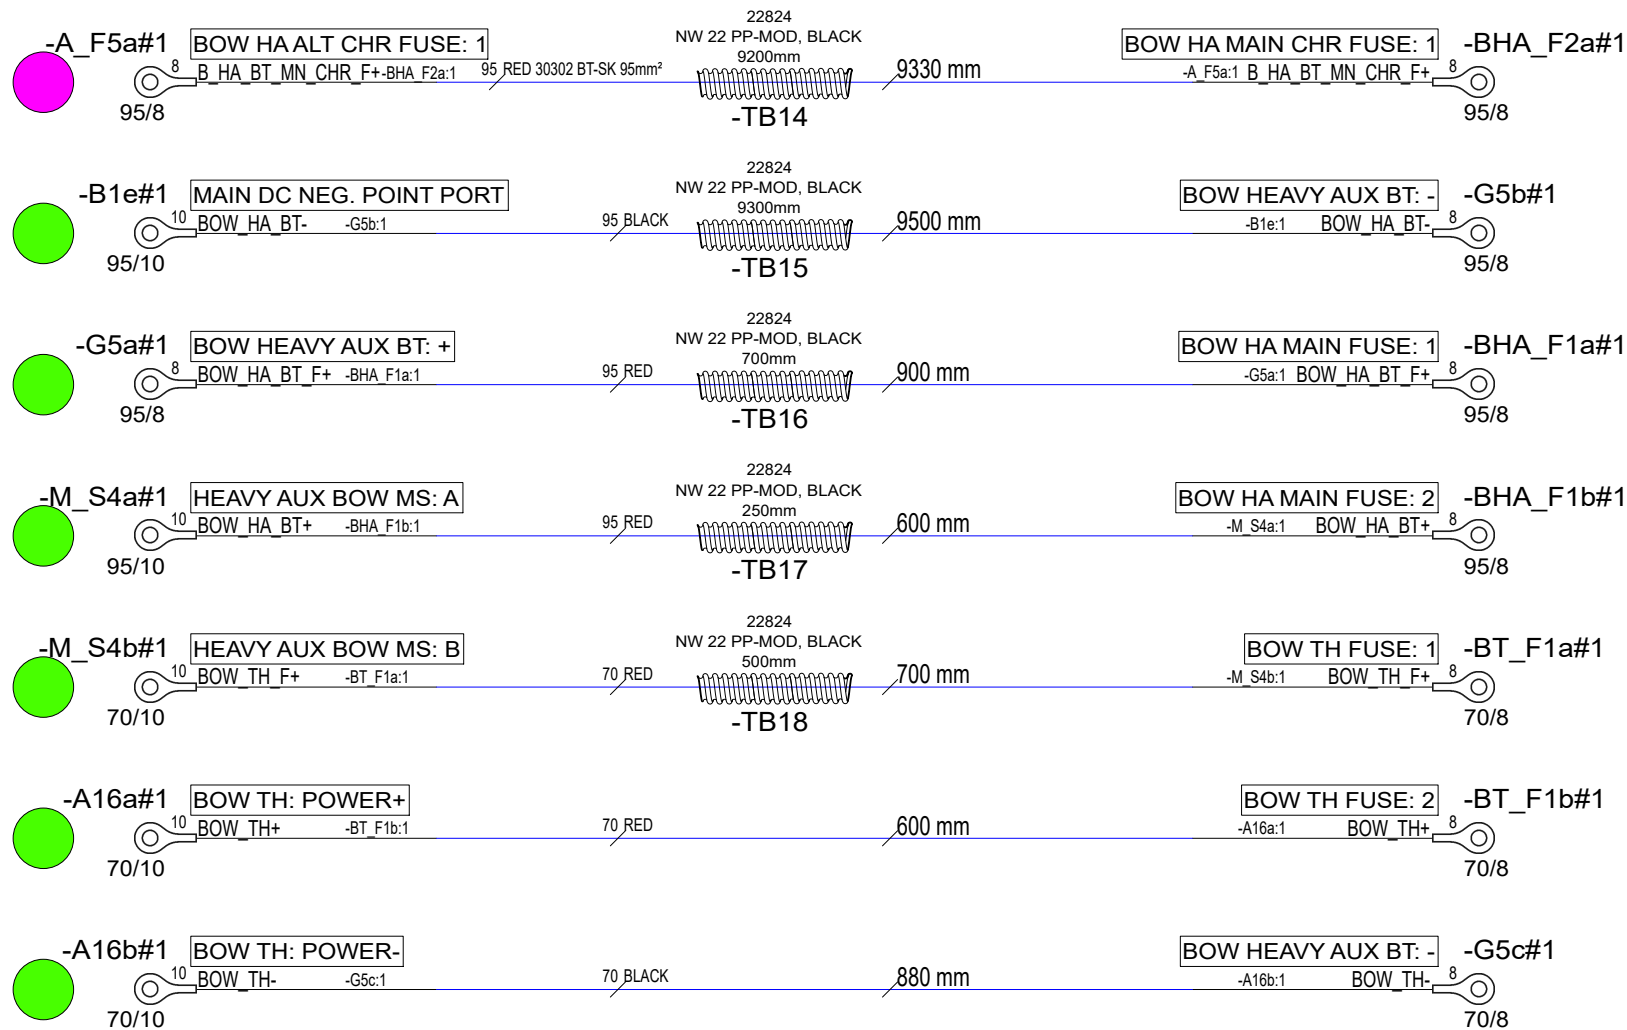 22824
NW 22 PP-MOD, BLACK
9200mm
-A_F5a#1 BOW HA ALT CHR FUSE: 1 BOW HA MAIN CHR FUSE: 1 -BHA_F2a#1
8 B_HA_BT_MN_CHR_F+ -BHA_F2a:1 95 RED 30302 BT-SK 95mm² 9330 mm -A_F5a:1 B_HA_BT_MN_CHR_F+ 8
95/8 -TB14 95/8
22824
NW 22 PP-MOD, BLACK
9300mm
-B1e#1 MAIN DC NEG. POINT PORT BOW HEAVY AUX BT: - -G5b#1
10 BOW_HA_BT- -G5b:1 95 BLACK 9500 mm -B1e:1 BOW_HA_BT- 8
95/10 -TB15 95/8
22824
NW 22 PP-MOD, BLACK
700mm
-G5a#1 BOW HEAVY AUX BT: + BOW HA MAIN FUSE: 1 -BHA_F1a#1
8 BOW_HA_BT_F+ -BHA_F1a:1 95 RED 900 mm -G5a:1 BOW_HA_BT_F+ 8
95/8 -TB16 95/8
22824
NW 22 PP-MOD, BLACK
250mm
-M_S4a#1 HEAVY AUX BOW MS: A BOW HA MAIN FUSE: 2 -BHA_F1b#1
10 BOW_HA_BT+ -BHA_F1b:1 95 RED 600 mm -M_S4a:1 BOW_HA_BT+ 8
95/10 -TB17 95/8
22824
NW 22 PP-MOD, BLACK
500mm
-M_S4b#1 HEAVY AUX BOW MS: B BOW TH FUSE: 1 -BT_F1a#1
10 BOW_TH_F+ -BT_F1a:1 70 RED 700 mm -M_S4b:1 BOW_TH_F+ 8
70/10 -TB18 70/8
-A16a#1 BOW TH: POWER+ BOW TH FUSE: 2 -BT_F1b#1
10 BOW_TH+ -BT_F1b:1 70 RED 600 mm -A16a:1 BOW_TH+ 8
70/10 70/8
-A16b#1 BOW TH: POWER- BOW HEAVY AUX BT: - -G5c#1
10 BOW_TH- -G5c:1 70 BLACK 880 mm -A16b:1 BOW_TH- 8
70/10 70/8